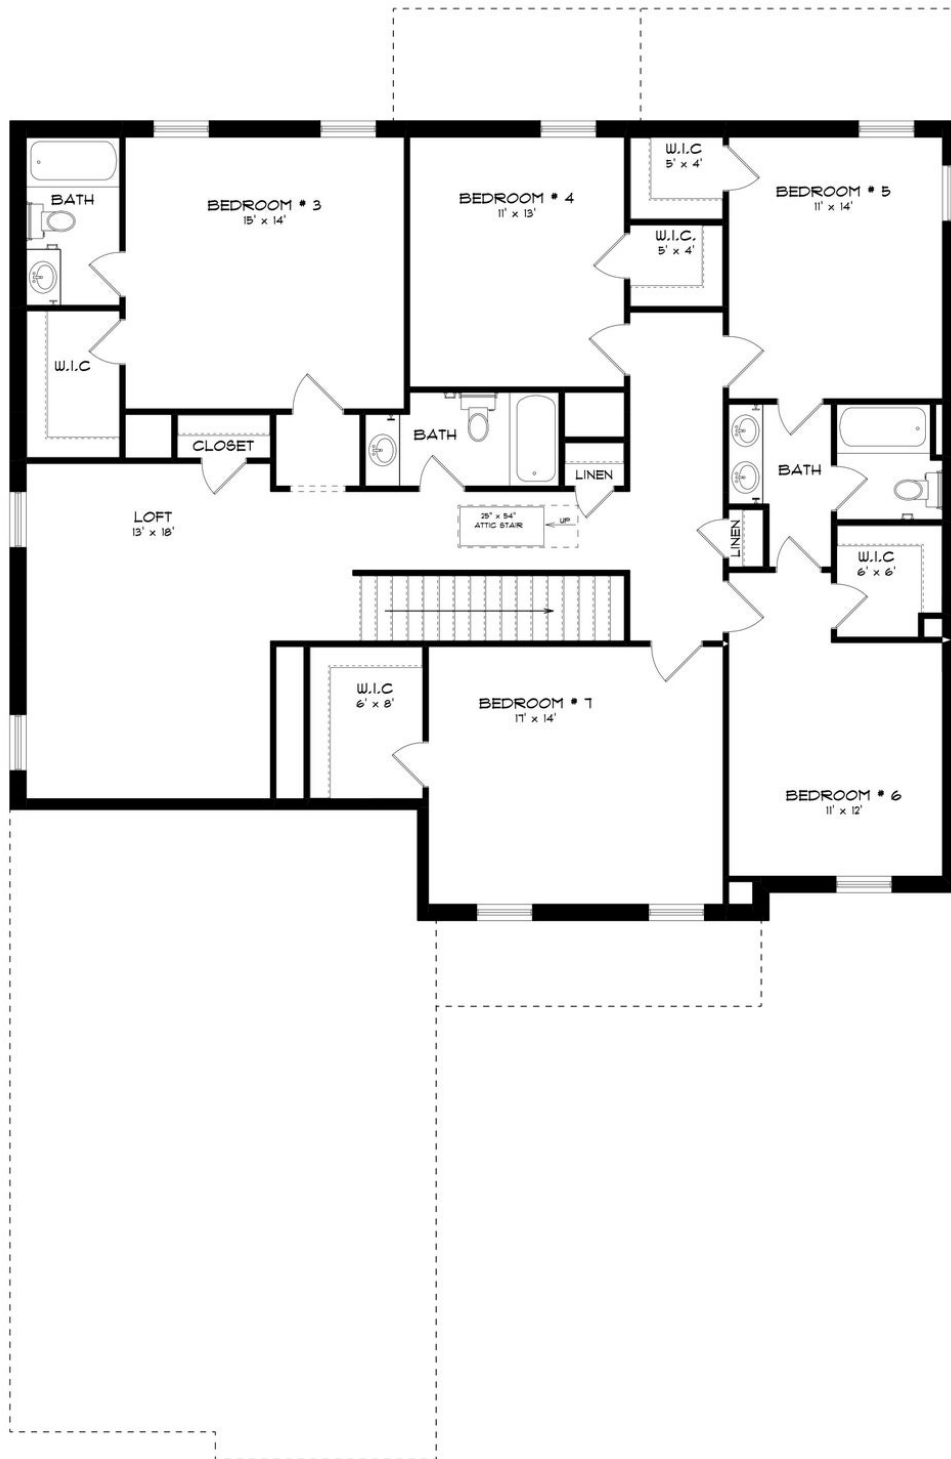 W.I.C
5' x 4'
BATH
BEDROOM # 3
15' x 14'
BEDROOM # 4
11' x 13'
BEDROOM # 5
11' x 14'
W.I.C.
5' x 4'
W.I.C
CLOSET
BATH
LINEN
BATH
LOFT
13' x 18'
25" x 54"
ATTIC STAIR
UP
LINEN
W.I.C
6' x 6'
W.I.C
6' x 8'
BEDROOM # 7
17' x 14'
BEDROOM # 6
11' x 12'